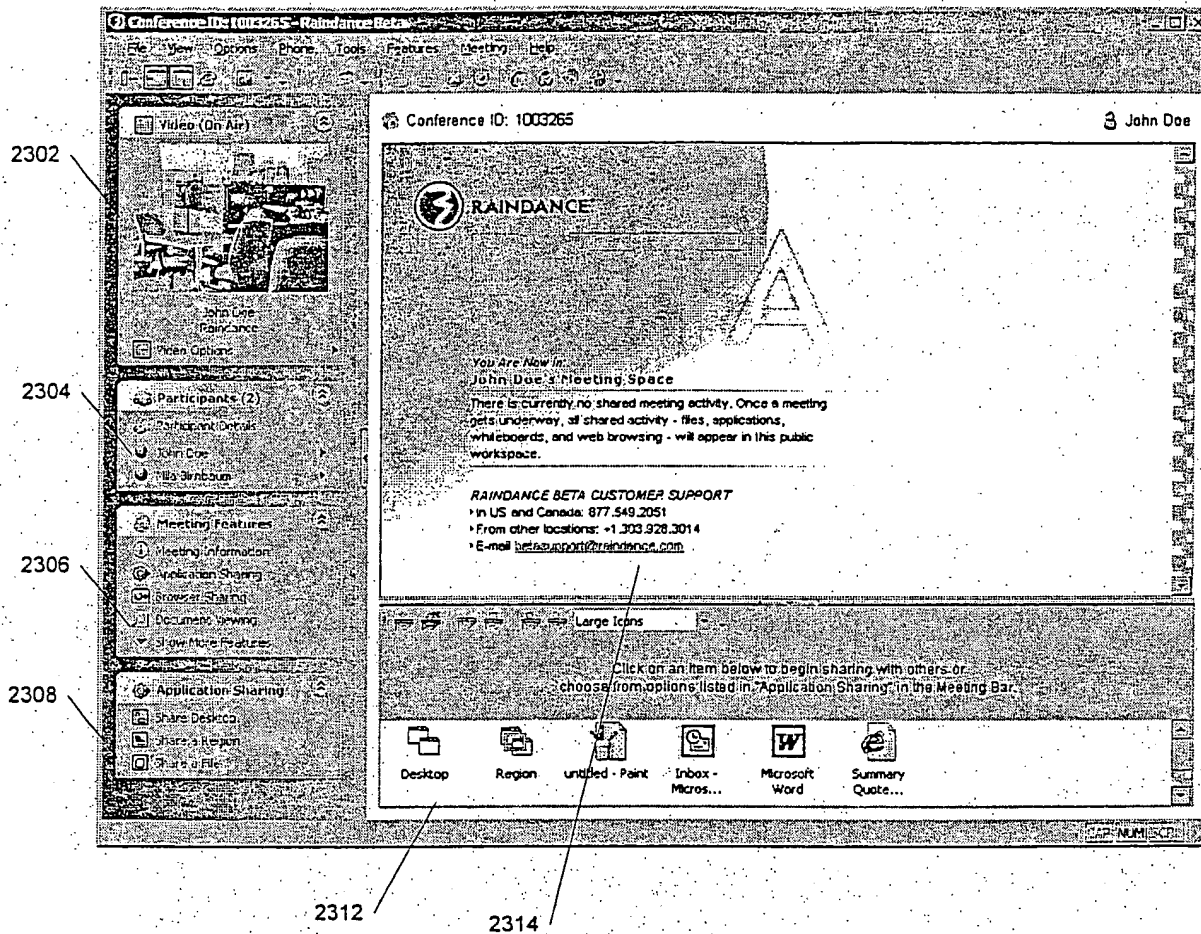 Conference ID: 1003265 - Raindance Beta
File View Options Phone Tools Features Meeting Help
Video (On Air)
John Doe
Raindance
Video Options
Participants (2)
Participant Details
John Doe
Mila Birnbaum
Meeting Features
Meeting Information
Application Sharing
Browser Sharing
Document Viewing
Show More Features
Application Sharing
Share Desktop
Share a Region
Share a File
Conference ID: 1003265
John Doe
RAINDANCE
You Are Now In:
John Doe's Meeting Space
There is currently no shared meeting activity. Once a meeting
gets underway, all shared activity - files, applications,
whiteboards, and web browsing - will appear in this public
workspace.
RAINDANCE BETA CUSTOMER SUPPORT
In US and Canada: 877.549.2051
From other locations: +1.303.928.3014
E-mail betasupport@raindance.com
Large Icons
Click on an item below to begin sharing with others or
choose from options listed in "Application Sharing" in the Meeting Bar.
Desktop
Region
untitled - Paint
Inbox -
Micros...
Microsoft
Word
Summary
Quote...
CAP NUM SCRL
2302
2304
2306
2308
2312
2314